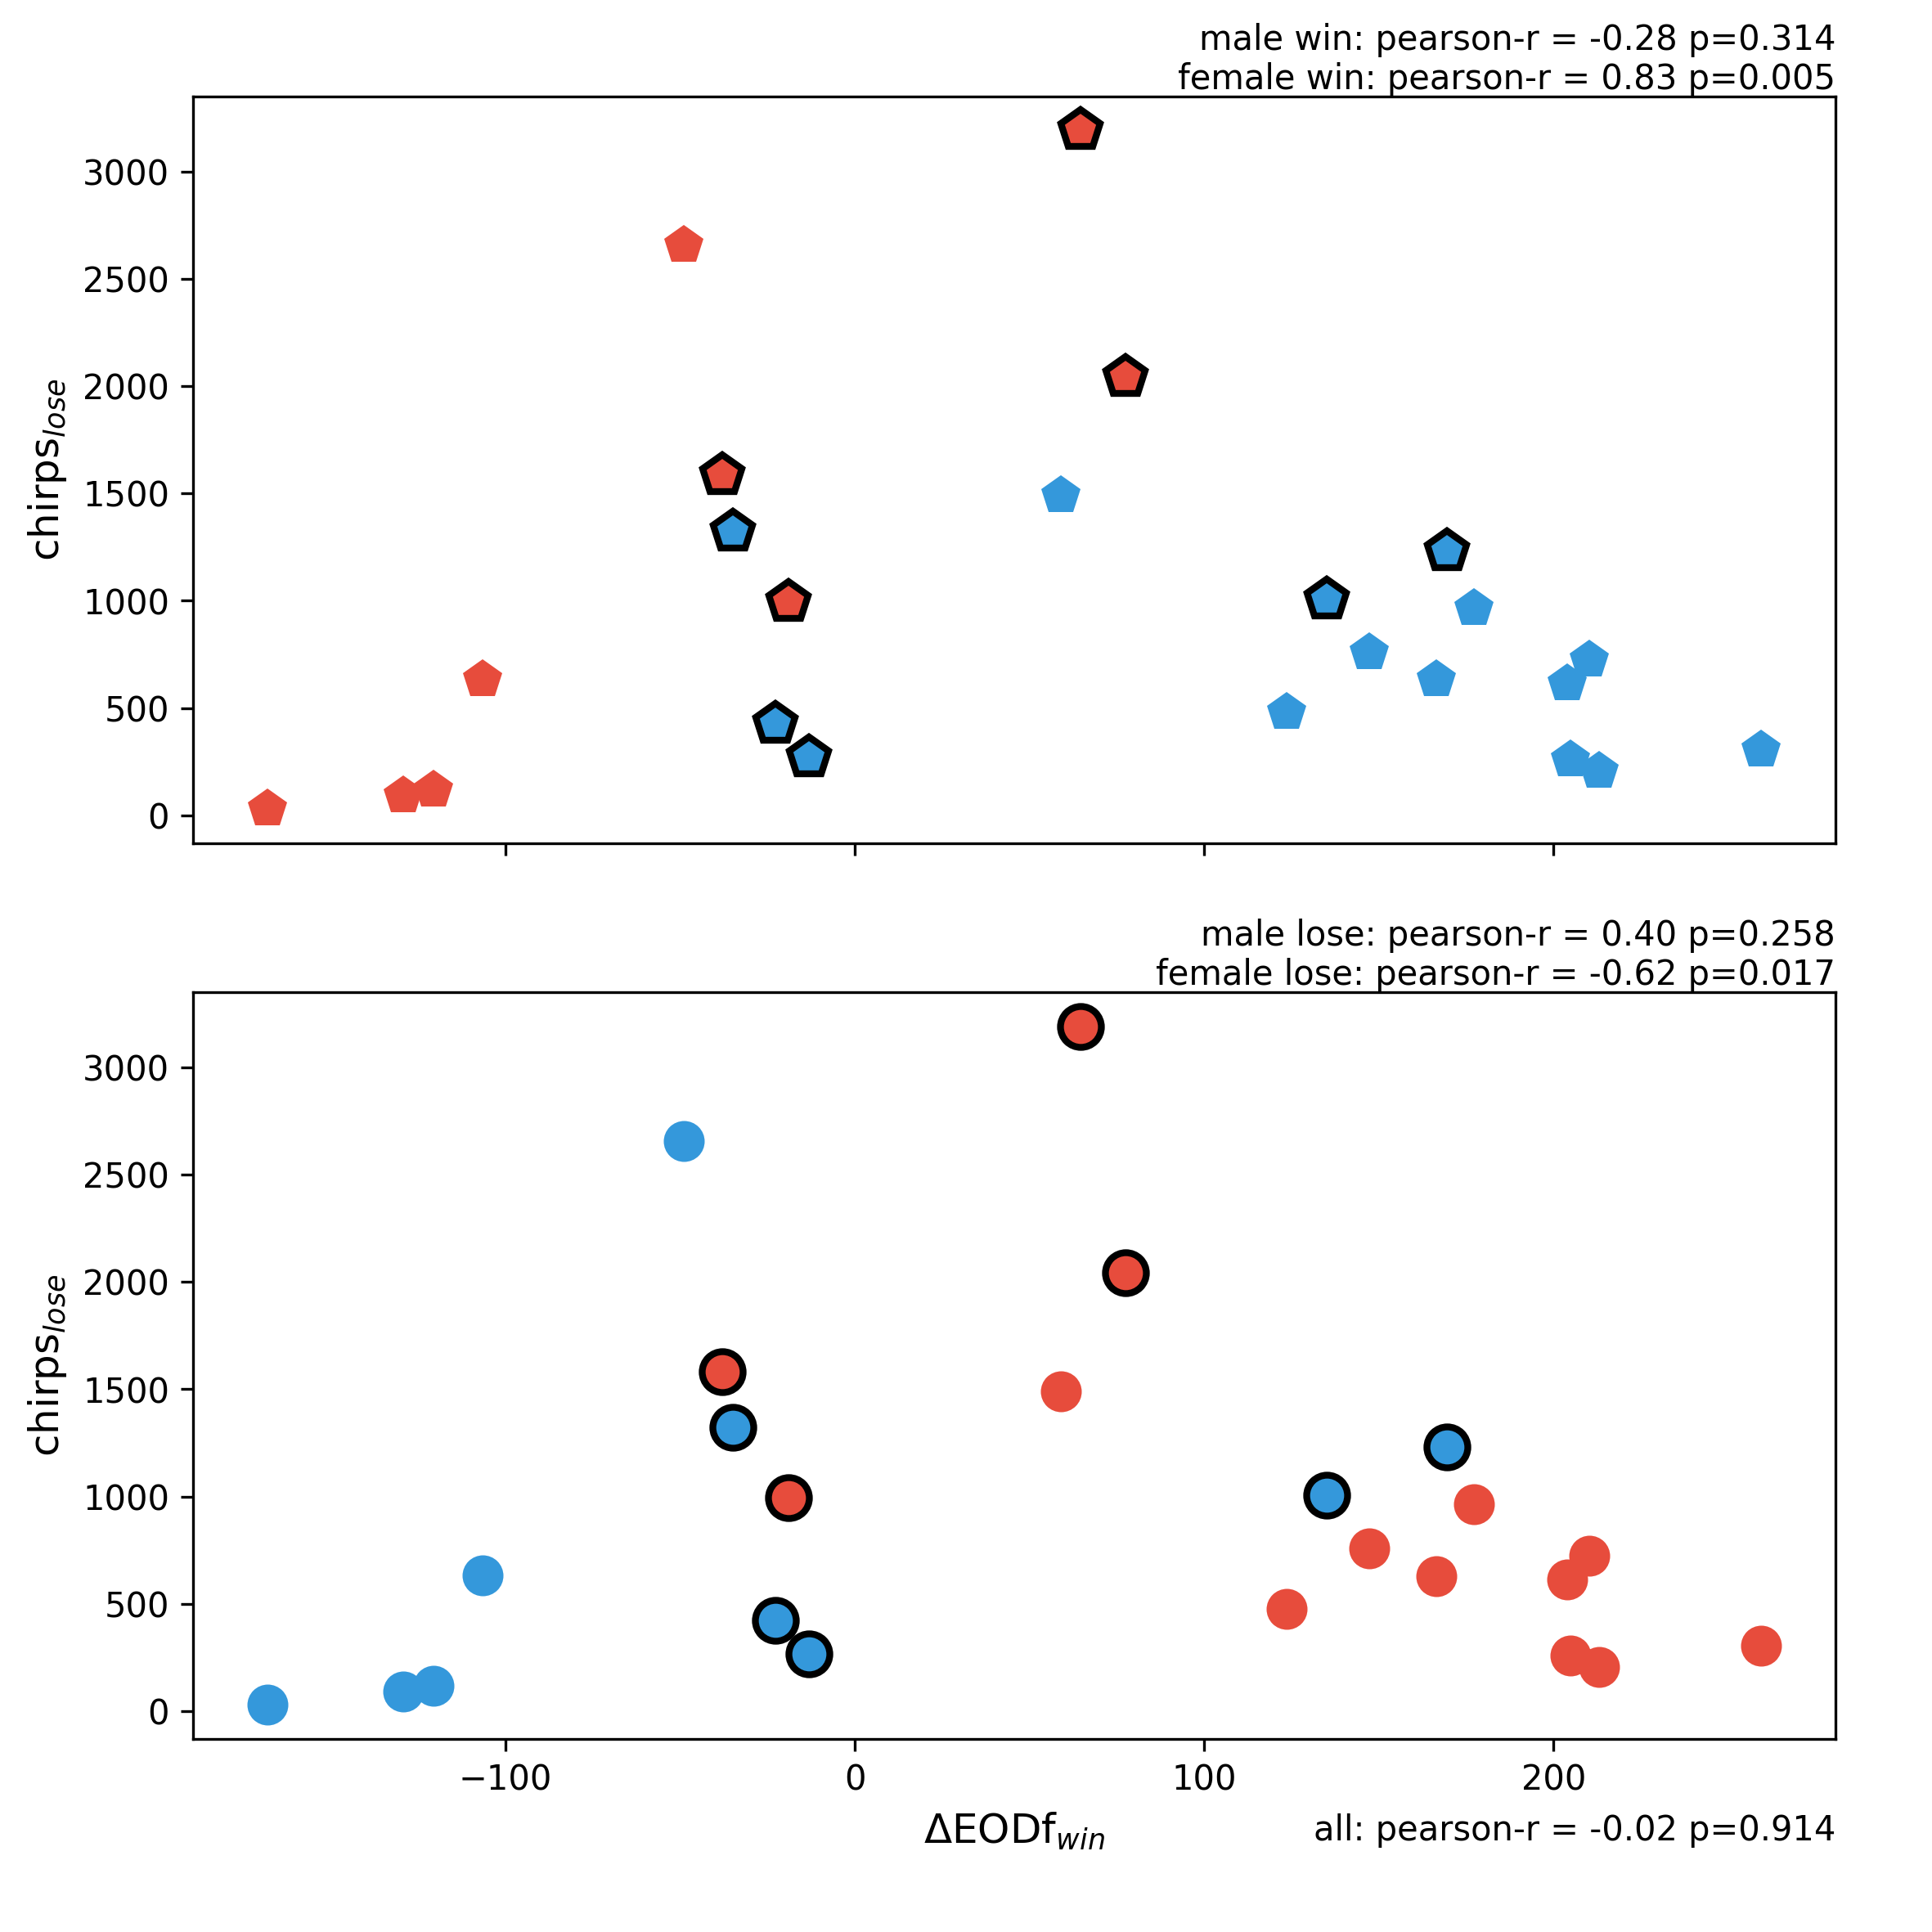 male win: pearson-r = -0.28 p=0.314
female win: pearson-r = 0.83 p=0.005
3000
2500
2000
1500
1000
500
0
chirps_lose
male lose: pearson-r = 0.40 p=0.258
female lose: pearson-r = -0.62 p=0.017
3000
2500
2000
1500
1000
500
0
chirps_lose
−100 0 100 200
ΔEODf_win
all: pearson-r = -0.02 p=0.914